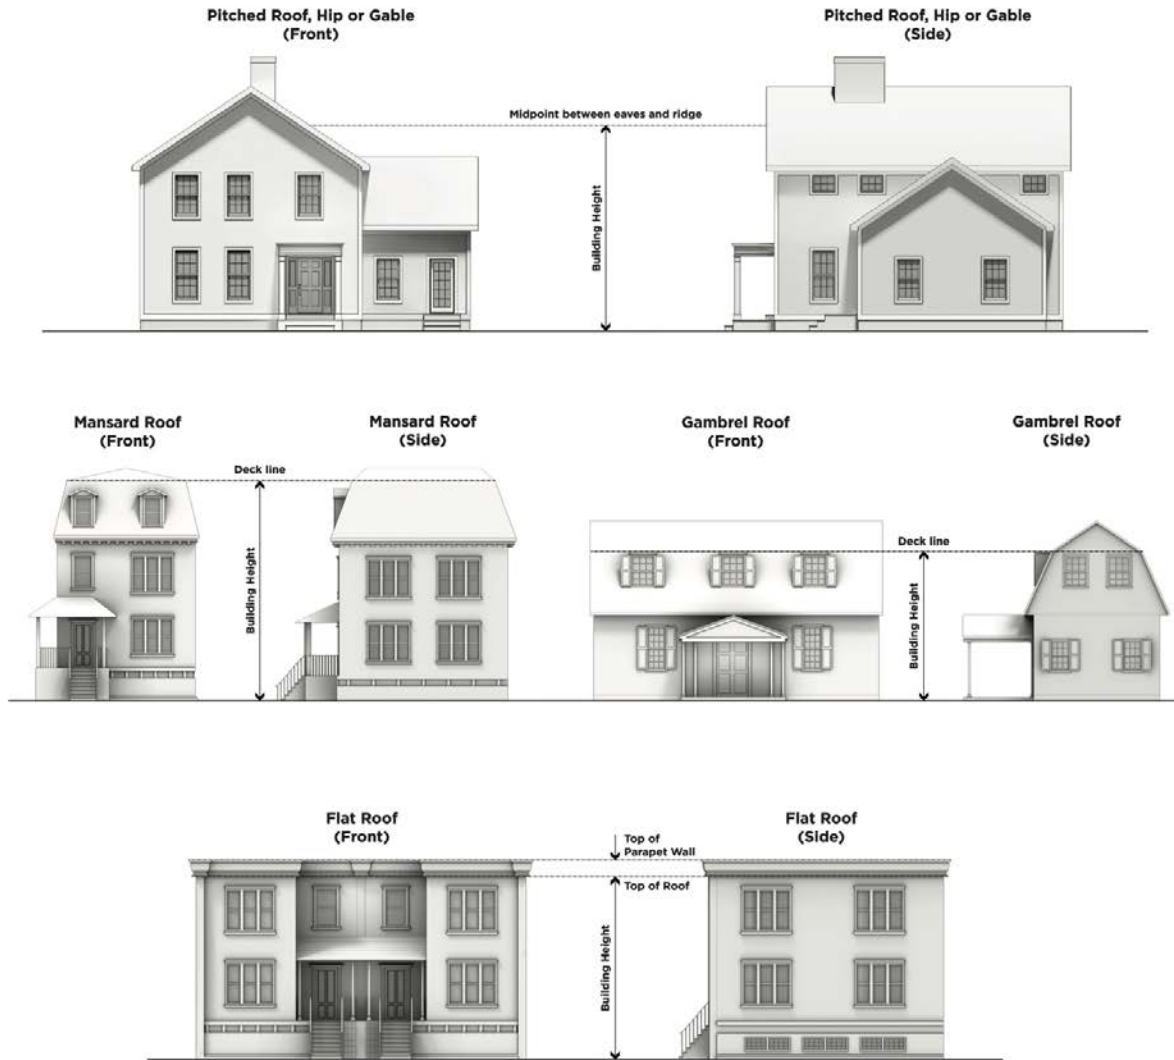 Pitched Roof, Hip or Gable
(Front)
Pitched Roof, Hip or Gable
(Side)
Midpoint between eaves and ridge
Building Height
Mansard Roof
(Front)
Mansard Roof
(Side)
Gambrel Roof
(Front)
Gambrel Roof
(Side)
Deck line
Building Height
Deck line
Building Height
Flat Roof
(Front)
Flat Roof
(Side)
Top of
Parapet Wall
Top of Roof
Building Height